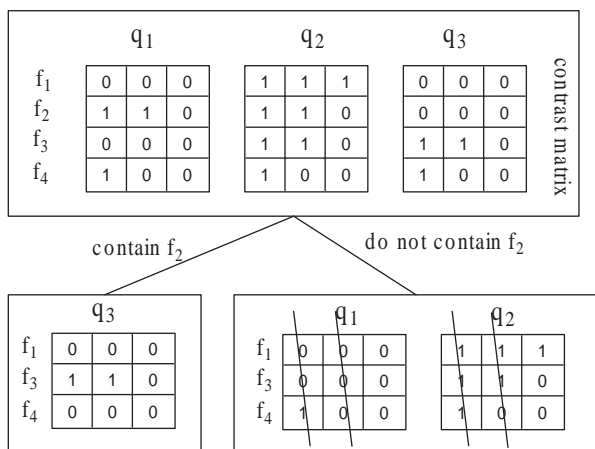 q1 q2 q3
f1 0 0 0 1 1 1 0 0 0
f2 1 1 0 1 1 0 0 0 0
f3 0 0 0 1 1 0 1 1 0
f4 1 0 0 1 0 0 1 0 0
contrast matrix
contain f2
do not contain f2
q3
f1 0 0 0
f3 1 1 0
f4 0 0 0
q1 q2
f1 0 0 0 1 1 1
f3 0 0 0 1 1 0
f4 1 0 0 1 0 0